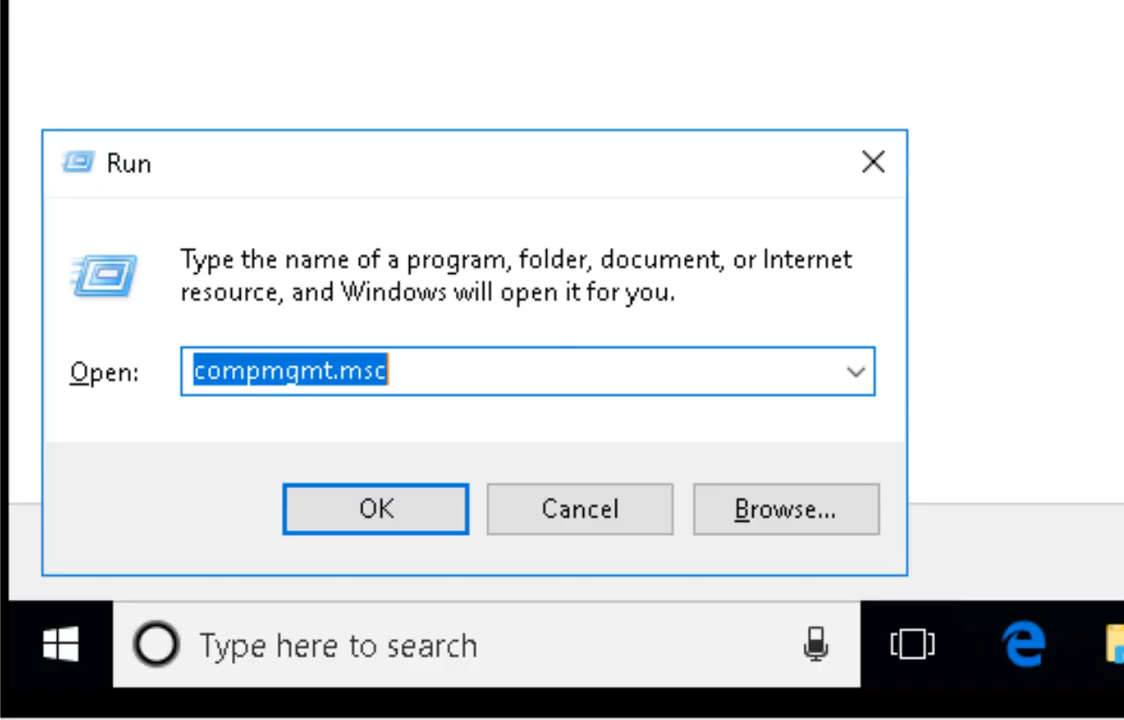 Run
Type the name of a program, folder, document, or Internet
resource, and Windows will open it for you.
Open: compmgmt.msc
OK Cancel Browse...
Type here to search